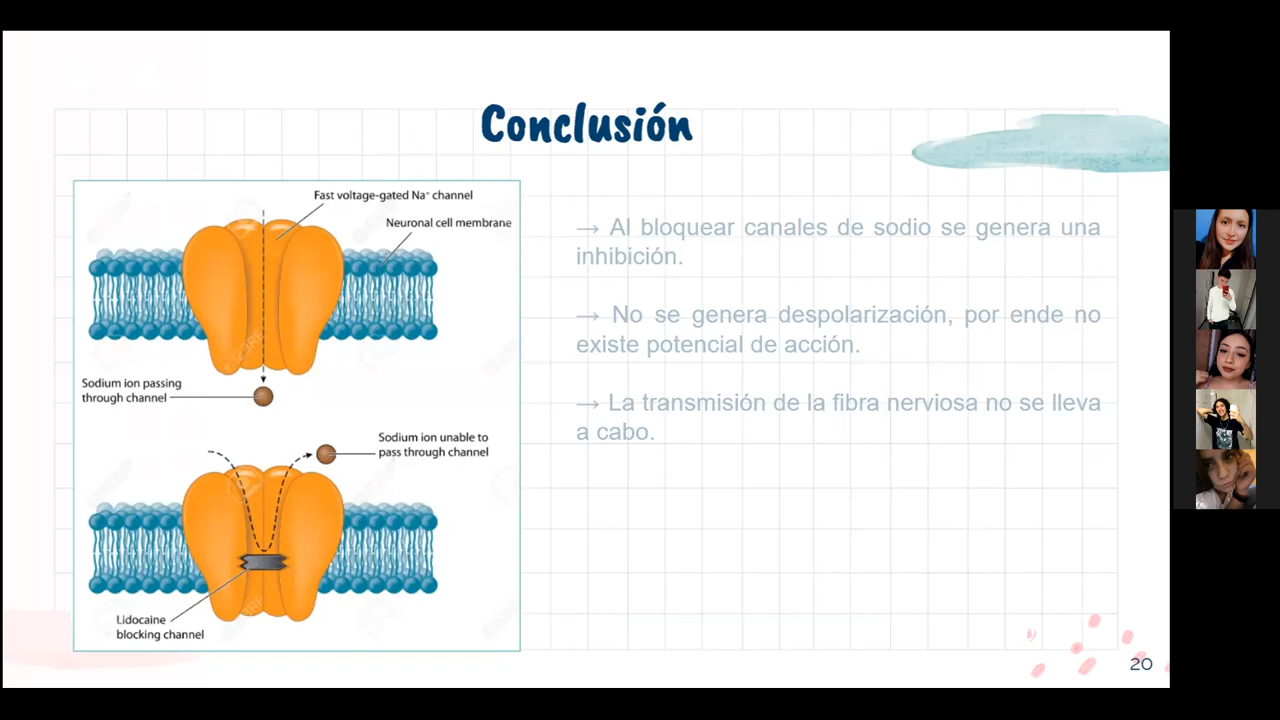 Conclusión
Fast voltage-gated Na⁺ channel
Neuronal cell membrane
Sodium ion passing
through channel
Sodium ion unable to
pass through channel
Lidocaine
blocking channel
→ Al bloquear canales de sodio se genera una
inhibición.
→ No se genera despolarización, por ende no
existe potencial de acción.
→ La transmisión de la fibra nerviosa no se lleva
a cabo.
20